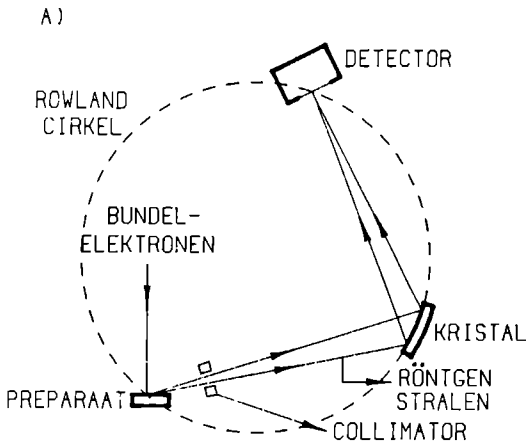 A)
DETECTOR
ROWLAND
CIRKEL
BUNDEL-
ELEKTRONEN
KRISTAL
PREPARAAT
RÖNTGEN
STRALEN
COLLIMATOR